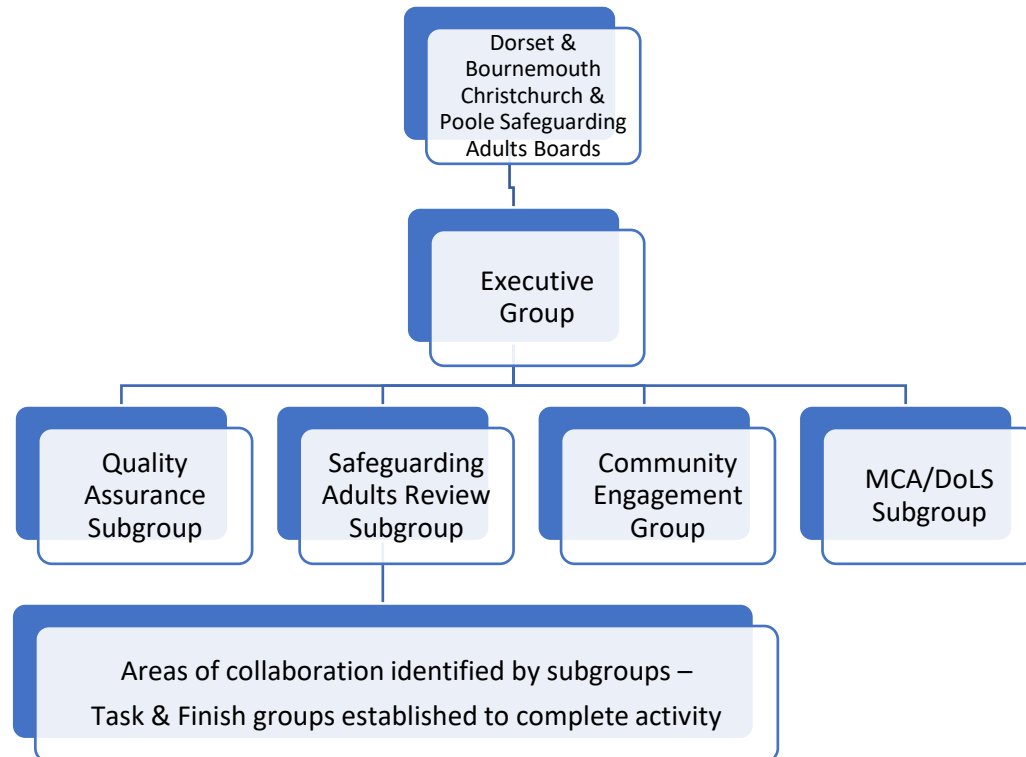 Dorset &
Bournemouth
Christchurch &
Poole Safeguarding
Adults Boards
Executive
Group
Quality
Assurance
Subgroup
Safeguarding
Adults Review
Subgroup
Community
Engagement
Group
MCA/DoLS
Subgroup
Areas of collaboration identified by subgroups –
Task & Finish groups established to complete activity